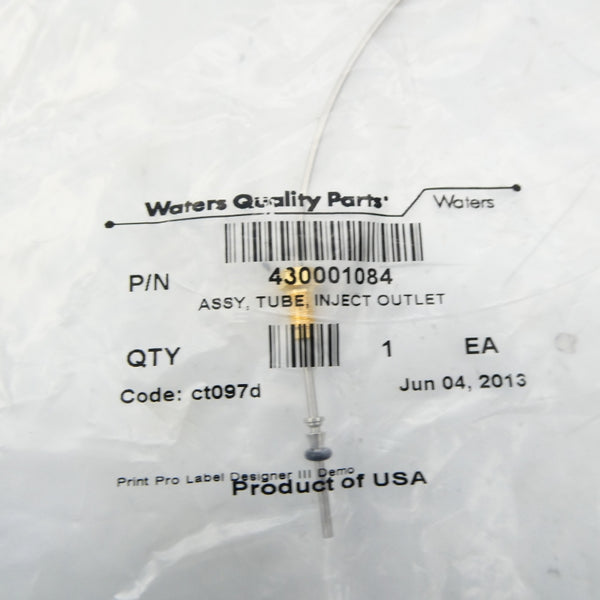 Waters Quality Parts
Waters
P/N 430001084
ASSY, TUBE, INJECT OUTLET
QTY 1 EA
Code: ct097d Jun 04, 2013
Print Pro Label Designer III Demo
Product of USA